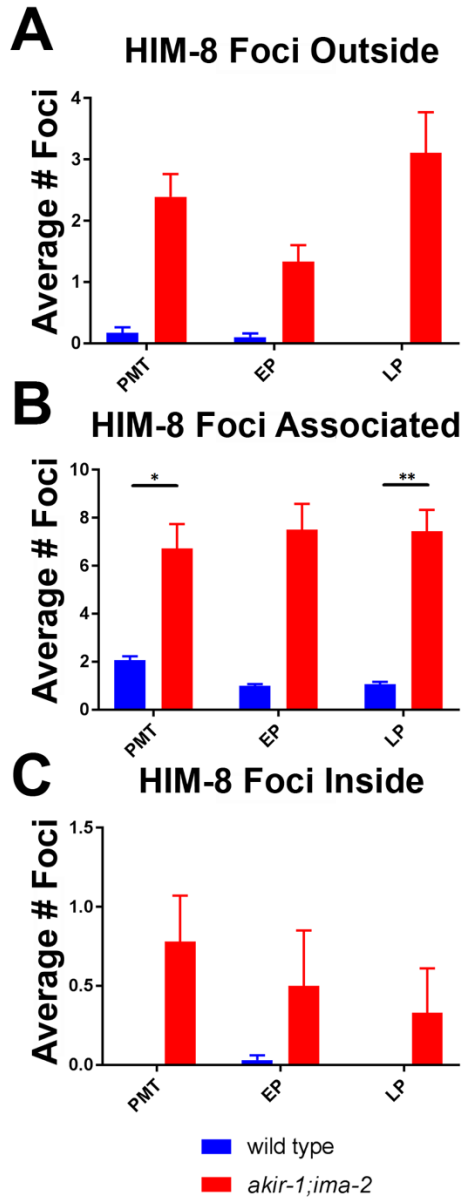 A
HIM-8 Foci Outside
Average # Foci
4
3
2
1
0
PMT
EP
LP
B
HIM-8 Foci Associated
Average # Foci
10
8
6
4
2
0
*
**
PMT
EP
LP
C
HIM-8 Foci Inside
Average # Foci
1.5
1.0
0.5
0.0
PMT
EP
LP
wild type
akir-1;ima-2